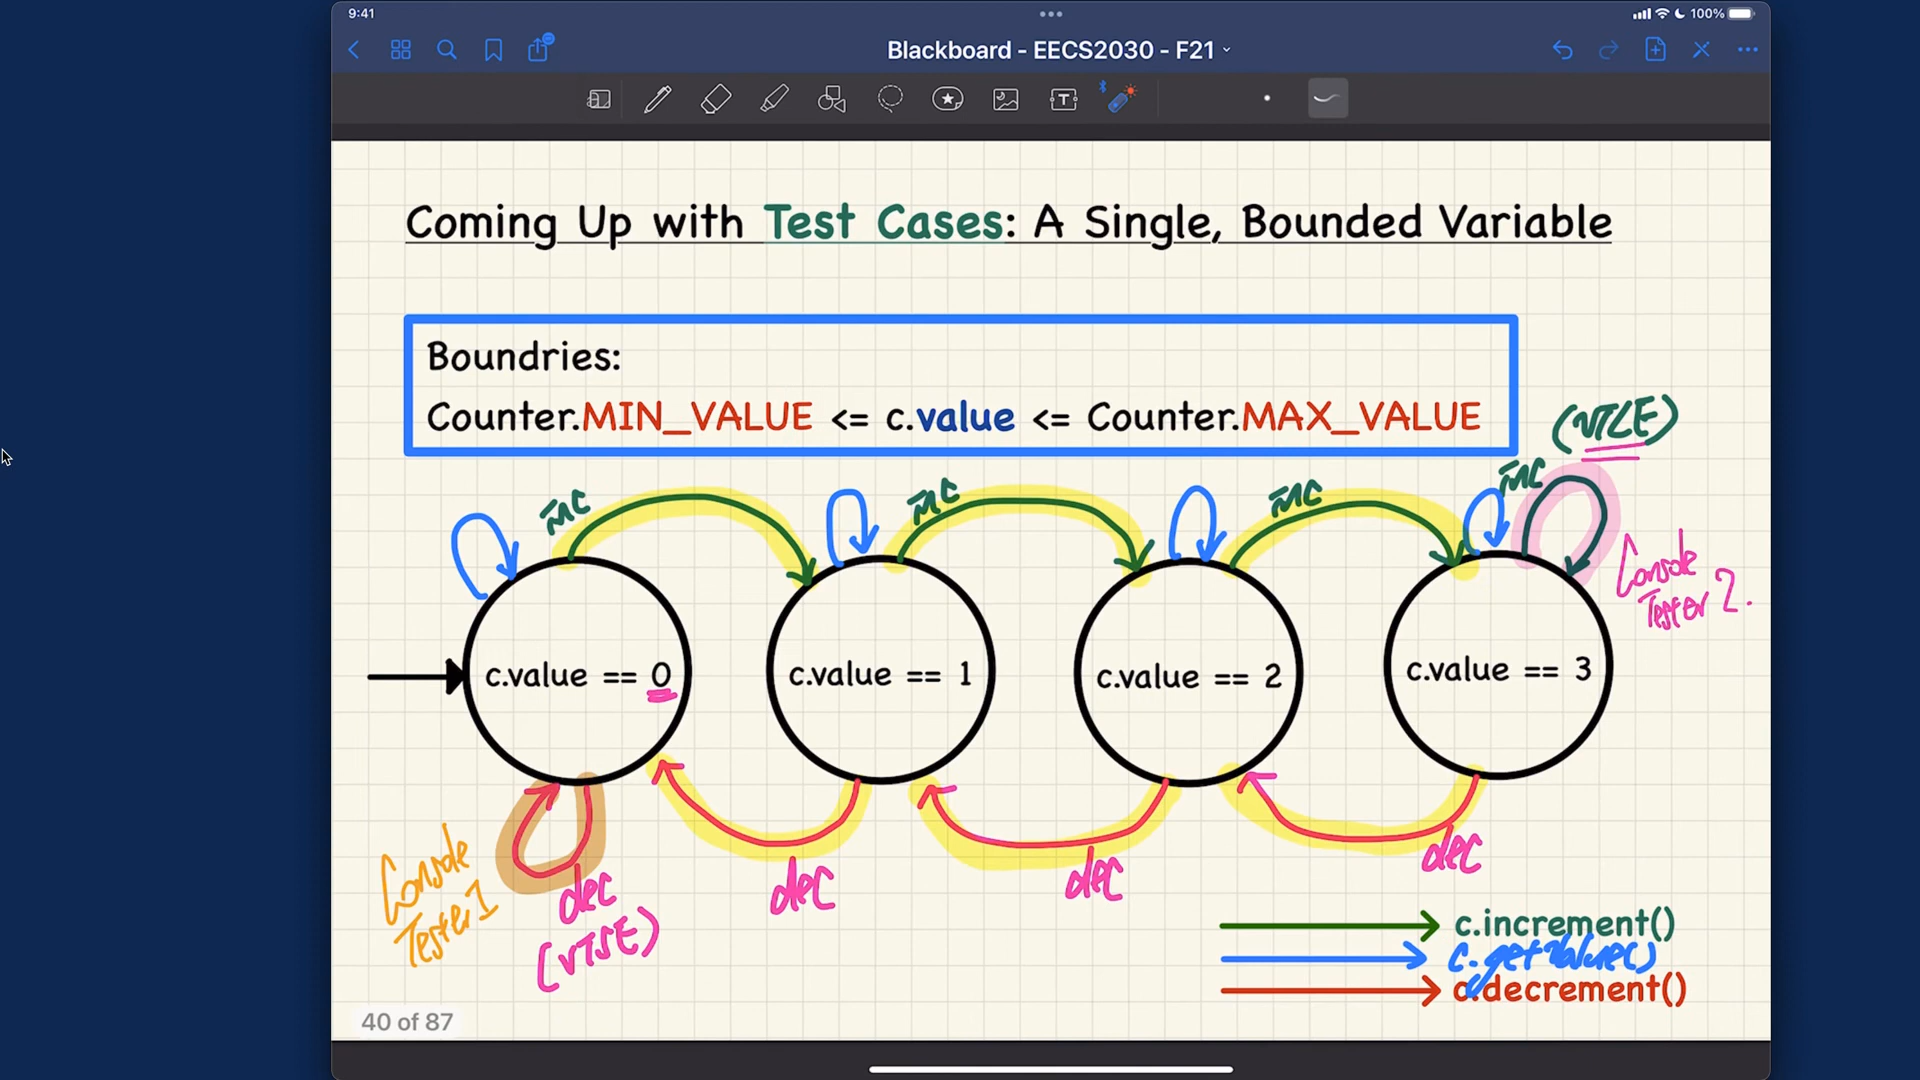 9:41
100%
Blackboard - EECS2030 - F21
Coming Up with Test Cases: A Single, Bounded Variable
Boundries:
Counter.MIN_VALUE <= c.value <= Counter.MAX_VALUE
(VTLE)
inc
inc
inc
inc
Console
Tester 2.
c.value == 0
c.value == 1
c.value == 2
c.value == 3
Console
Tester 1
dec
(VTSE)
dec
dec
dec
c.increment()
c.getValue()
c.decrement()
40 of 87